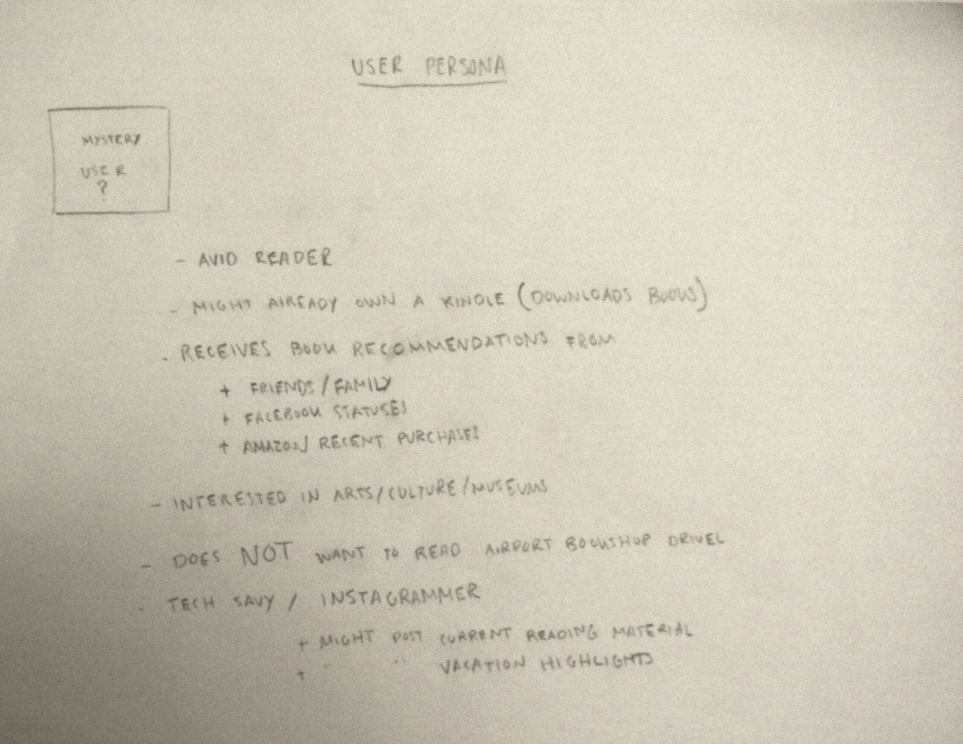 USER PERSONA
MYSTERY
USER
?
- AVID READER
- MIGHT AIREADY OWN A KINDLE (DOWNLOADS BOOKS)
- RECEIVES BOOK RECOMMENDATIONS FROM
+ FRIENDS/FAMILY
+ FACEBOOK STATUSES
+ AMAZON RECENT PURCHASES
- INTERESTED IN ARTS/CULTURE/MUSEUMS
- DOES NOT WANT TO READ AIRPORT BOOKSHOP DRIVEL
- TECH SAVY / INSTAGRAMMER
+ MIGHT POST CURRENT READING MATERIAL
+ " " VACATION HIGHLIGHTS